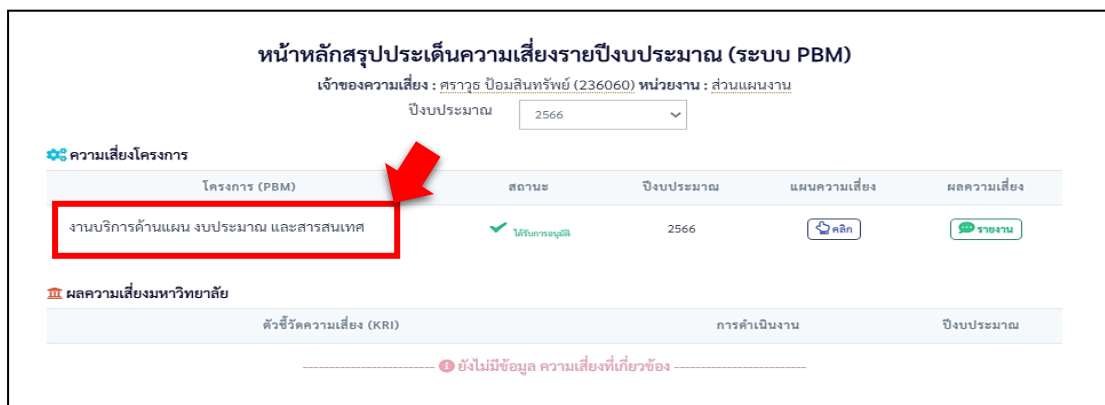 หน้าหลักสรุปประเด็นความเสี่ยงรายปีงบประมาณ (ระบบ PBM)
เจ้าของความเสี่ยง : ศราวุธ ป้อมสินทรัพย์ (236060) หน่วยงาน : ส่วนแผนงาน
ปีงบประมาณ 2566
ความเสี่ยงโครงการ
โครงการ (PBM) สถานะ ปีงบประมาณ แผนความเสี่ยง ผลความเสี่ยง
งานบริการด้านแผน งบประมาณ และสารสนเทศ ได้รับการอนุมัติ 2566 คลิก รายงาน
ผลความเสี่ยงมหาวิทยาลัย
ตัวชี้วัดความเสี่ยง (KRI) การดำเนินงาน ปีงบประมาณ
------------------------- ยังไม่มีข้อมูล ความเสี่ยงที่เกี่ยวข้อง -------------------------